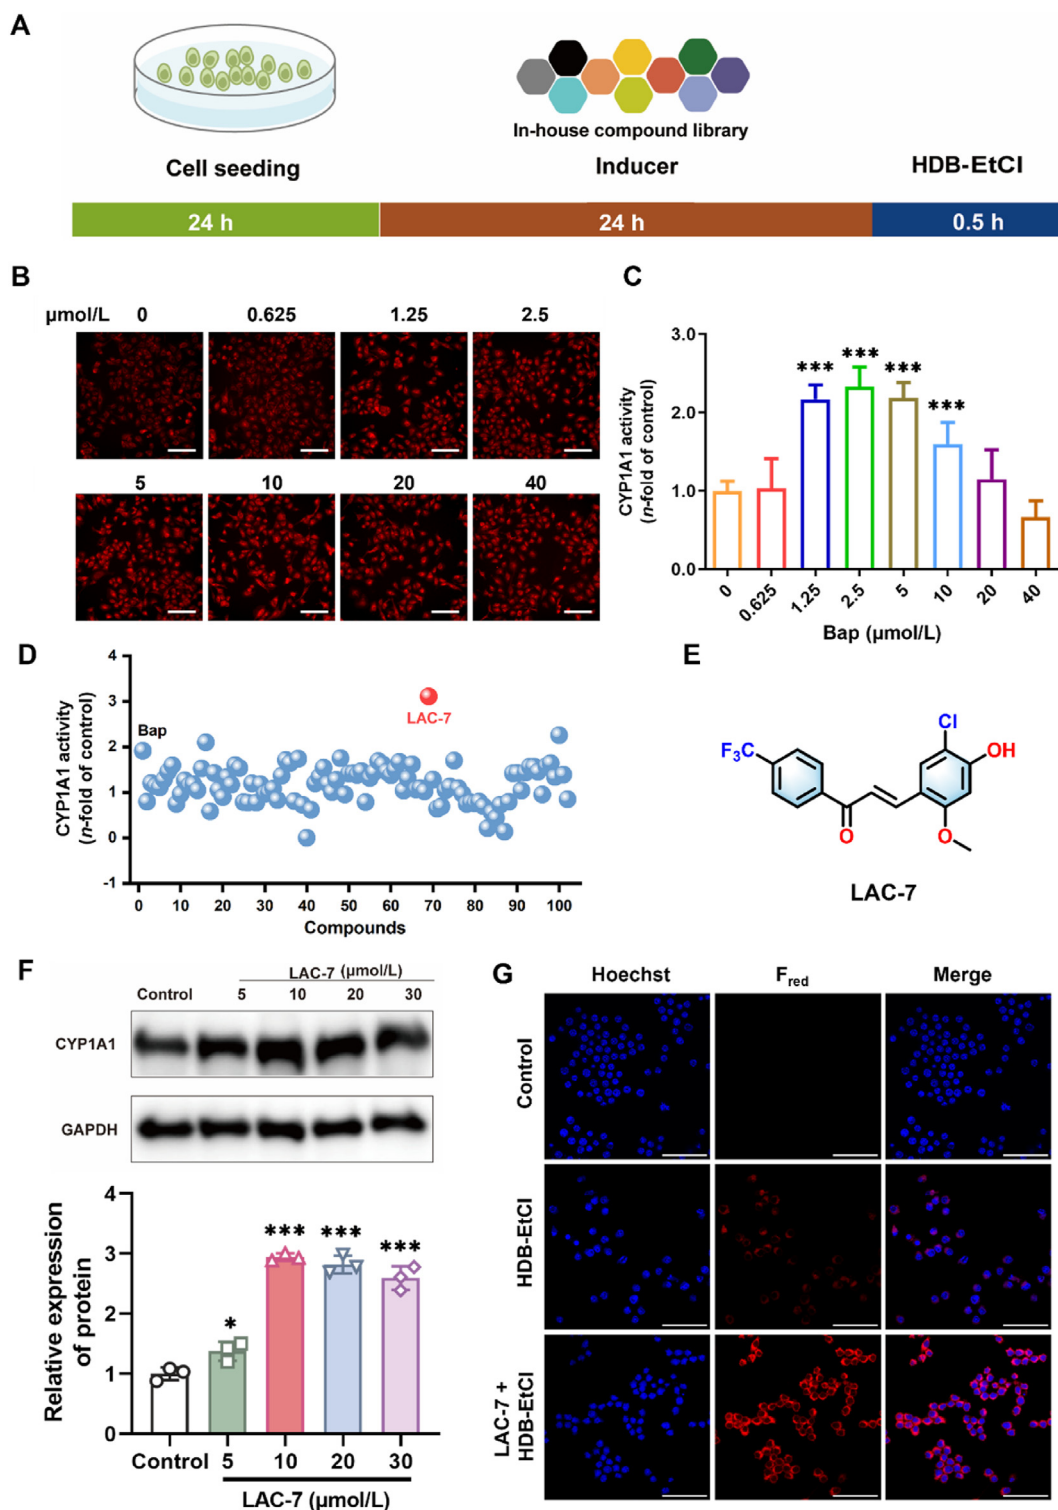 A
In-house compound library
Cell seeding
Inducer
HDB-EtCl
24 h
24 h
0.5 h
B
µmol/L 0 0.625 1.25 2.5
5 10 20 40
C
CYP1A1 activity
(n-fold of control)
3.0
2.0
1.0
0.0
***
***
***
***
0 0.625 1.25 2.5 5 10 20 40
Bap (µmol/L)
D
CYP1A1 activity
(n-fold of control)
4
3
2
1
0
-1
Bap
LAC-7
0 10 20 30 40 50 60 70 80 90 100
Compounds
E
Cl
F3C
OH
O
O
LAC-7
F
LAC-7 (µmol/L)
Control 5 10 20 30
CYP1A1
GAPDH
Relative expression
of protein
4
3
2
1
0
*
***
***
***
Control 5 10 20 30
LAC-7 (µmol/L)
G
Hoechst Fred Merge
Control
HDB-EtCl
LAC-7 +
HDB-EtCl